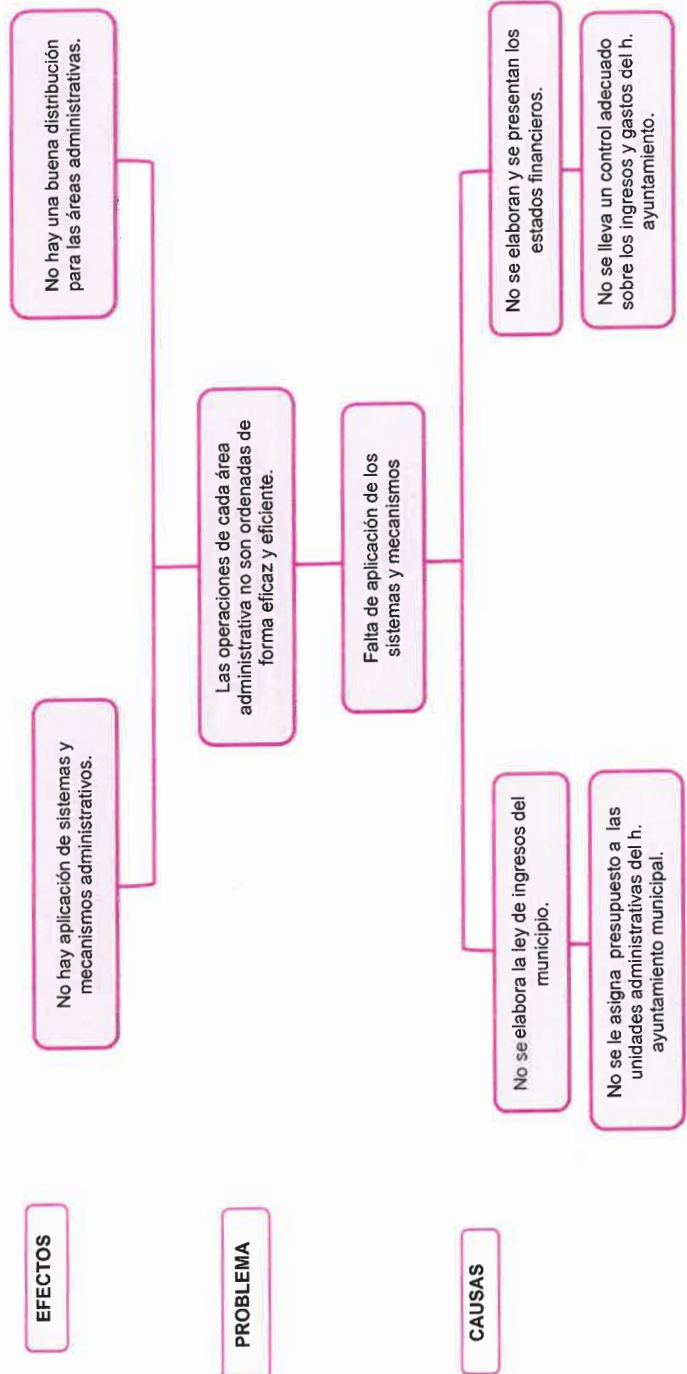 EFECTOS
No hay aplicación de sistemas y
mecanismos administrativos.
No hay una buena distribución
para las áreas administrativas.
PROBLEMA
Las operaciones de cada área
administrativa no son ordenadas de
forma eficaz y eficiente.
Falta de aplicación de los
sistemas y mecanismos
CAUSAS
No se elabora la ley de ingresos del
municipio.
No se le asigna presupuesto a las
unidades administrativas del h.
ayuntamiento municipal.
No se elaboran y se presentan los
estados financieros.
No se lleva un control adecuado
sobre los ingresos y gastos del h.
ayuntamiento.